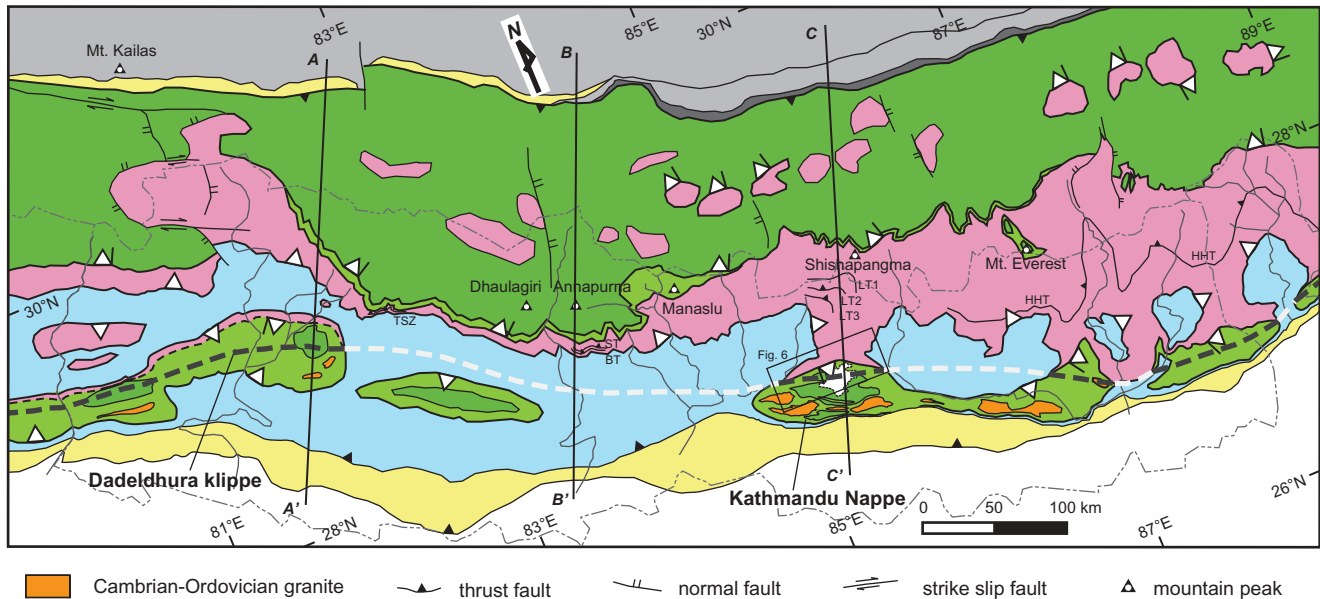 83°E
85°E
30°N
C
87°E
89°E
Mt. Kailas
A
N
B
28°N
HHT
Shishapangma
Mt. Everest
Dhaulagiri
Annapurna
LT1
Manaslu
LT2
HHT
30°N
TSZ
LT3
ST
BT
Fig. 6
Dadeldhura klippe
C'
Kathmandu Nappe
A'
B'
26°N
0 50 100 km
81°E
28°N
83°E
85°E
87°E
Cambrian-Ordovician granite
thrust fault
normal fault
strike slip fault
mountain peak